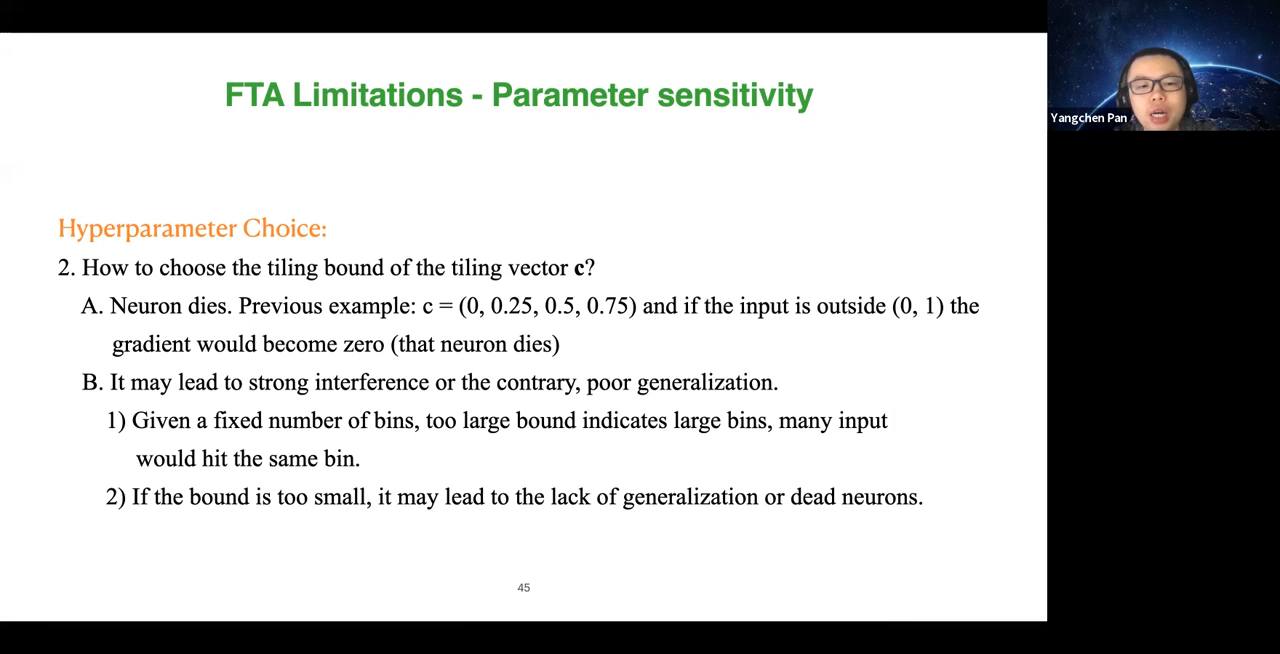 FTA Limitations - Parameter sensitivity
Yangchen Pan
Hyperparameter Choice:
2. How to choose the tiling bound of the tiling vector c?
A. Neuron dies. Previous example: c = (0, 0.25, 0.5, 0.75) and if the input is outside (0, 1) the
gradient would become zero (that neuron dies)
B. It may lead to strong interference or the contrary, poor generalization.
1) Given a fixed number of bins, too large bound indicates large bins, many input
would hit the same bin.
2) If the bound is too small, it may lead to the lack of generalization or dead neurons.
45